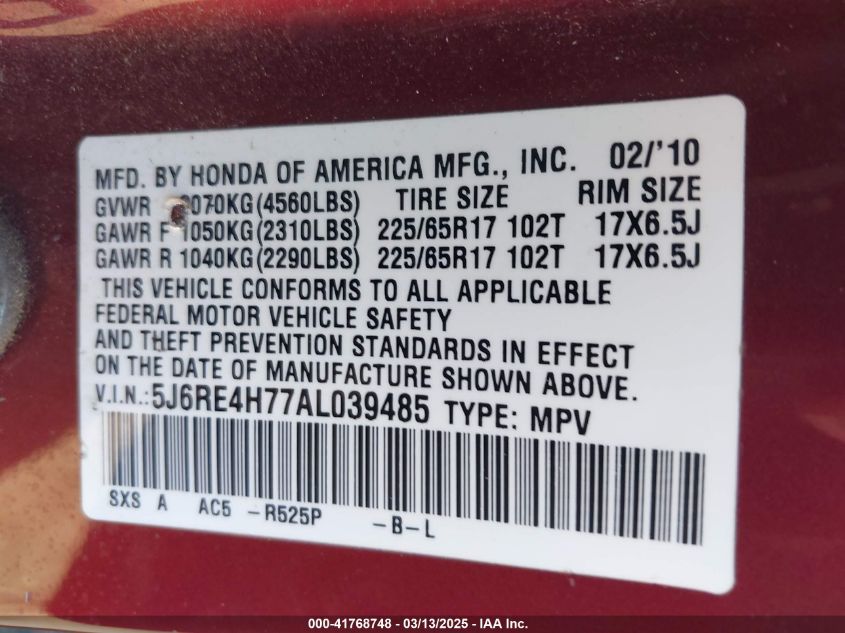 MFD. BY HONDA OF AMERICA MFG., INC. 02/'10
GVWR 2070KG(4560LBS) TIRE SIZE RIM SIZE
GAWR F 1050KG(2310LBS) 225/65R17 102T 17X6.5J
GAWR R 1040KG(2290LBS) 225/65R17 102T 17X6.5J
THIS VEHICLE CONFORMS TO ALL APPLICABLE
FEDERAL MOTOR VEHICLE SAFETY
AND THEFT PREVENTION STANDARDS IN EFFECT
ON THE DATE OF MANUFACTURE SHOWN ABOVE.
V.I.N.:5J6RE4H77AL039485 TYPE: MPV
SXS A AC5 -R525P -B-L
000-41768748 - 03/13/2025 - IAA Inc.